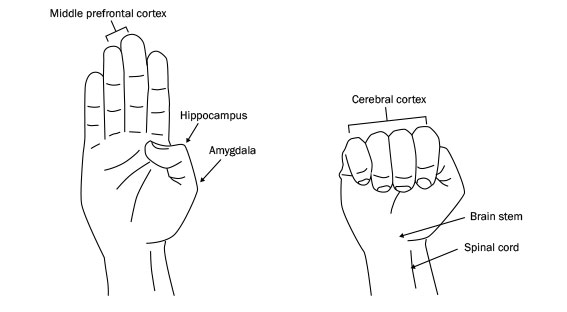 Middle prefrontal cortex
Hippocampus
Amygdala
Cerebral cortex
Brain stem
Spinal cord